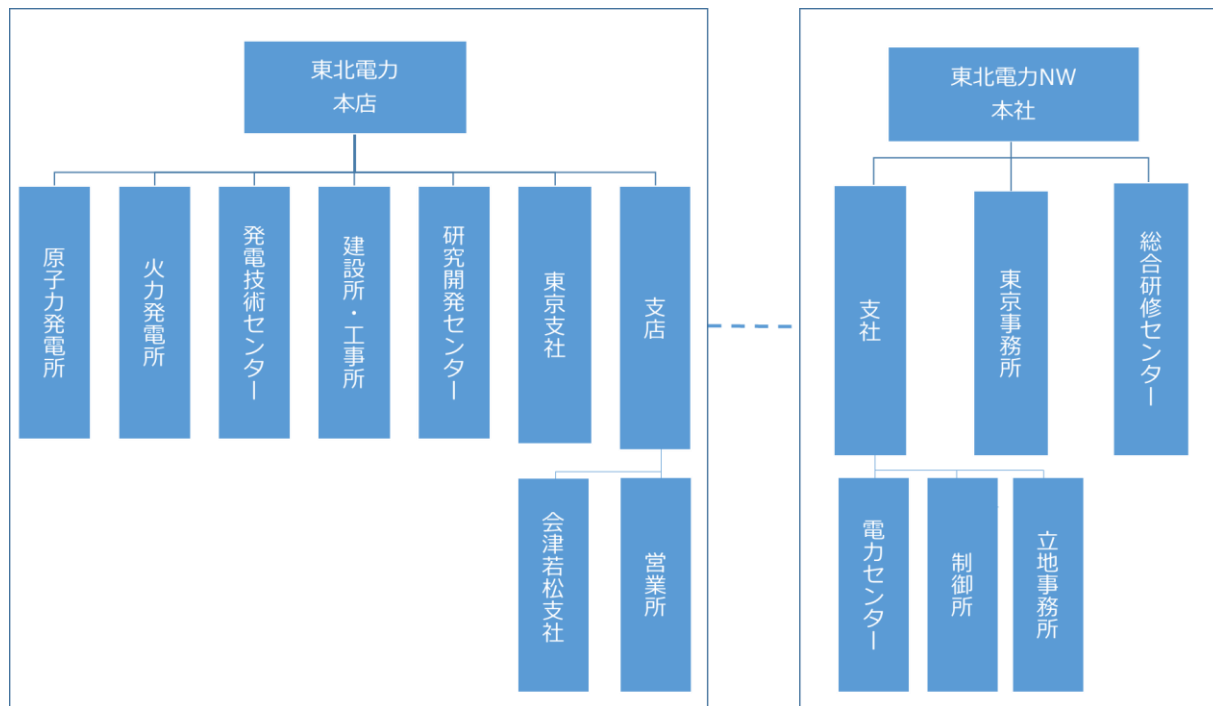 東北電力
本店
原子力発電所
火力発電所
発電技術センター
建設所・工事所
研究開発センター
東京支社
支店
会津若松支社
営業所
東北電力NW
本社
支社
東京事務所
総合研修センター
電力センター
制御所
立地事務所